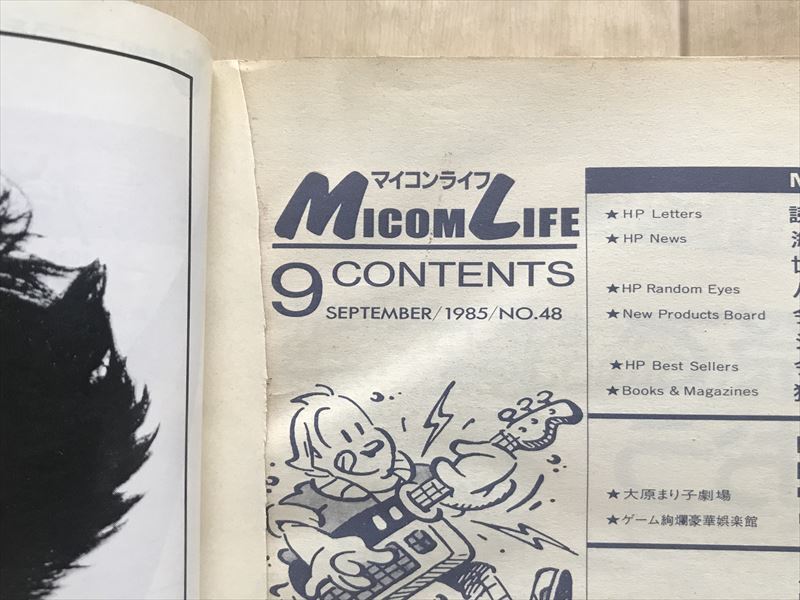 マイコンライフ
MICOM LIFE
9 CONTENTS
SEPTEMBER/1985/NO.48
★HP Letters
★HP News
★HP Random Eyes
★New Products Board
★HP Best Sellers
★Books & Magazines
★大原まり子劇場
★ゲーム絢爛豪華娯楽館